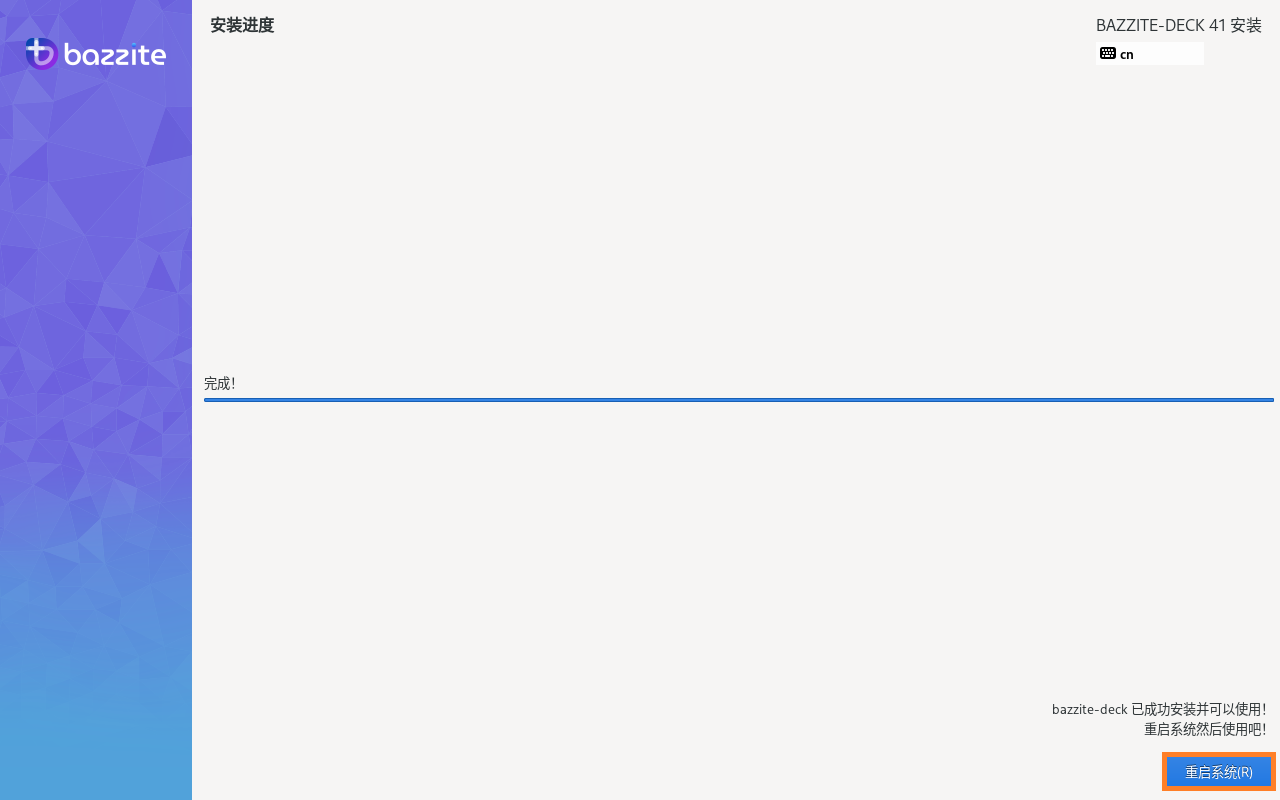 bazzite
安装进度
BAZZITE-DECK 41 安装
cn
完成！
bazzite-deck 已成功安装并可以使用！
重启系统然后使用吧！
重启系统(R)